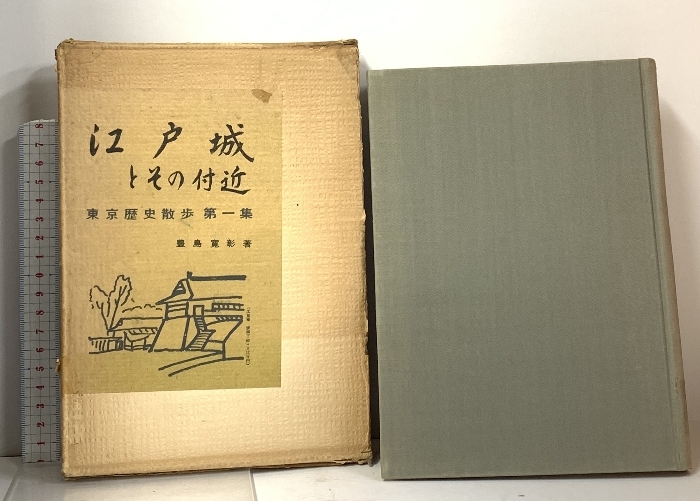 江戸城
とその付近
東京歴史散歩 第一集
豊島寛彰著